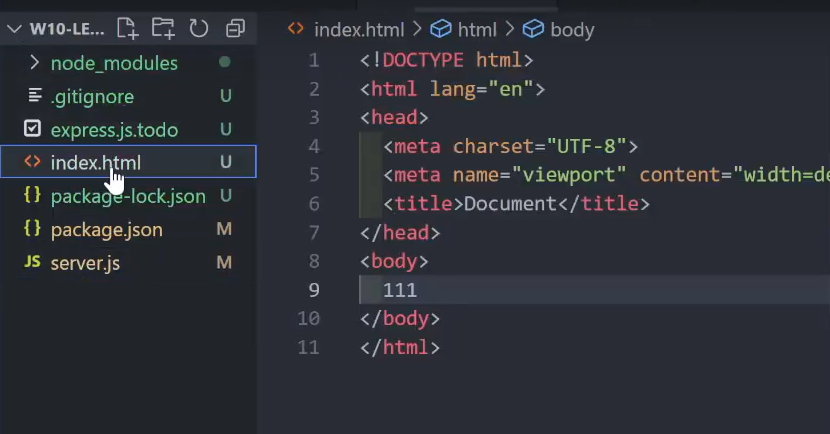 W10-LE...
node_modules
.gitignore U
express.js.todo U
index.html U
package-lock.json U
package.json M
JS server.js M
index.html > html > body
1 <!DOCTYPE html>
2 <html lang="en">
3 <head>
4 <meta charset="UTF-8">
5 <meta name="viewport" content="width=de
6 <title>Document</title>
7 </head>
8 <body>
9 111
10 </body>
11 </html>